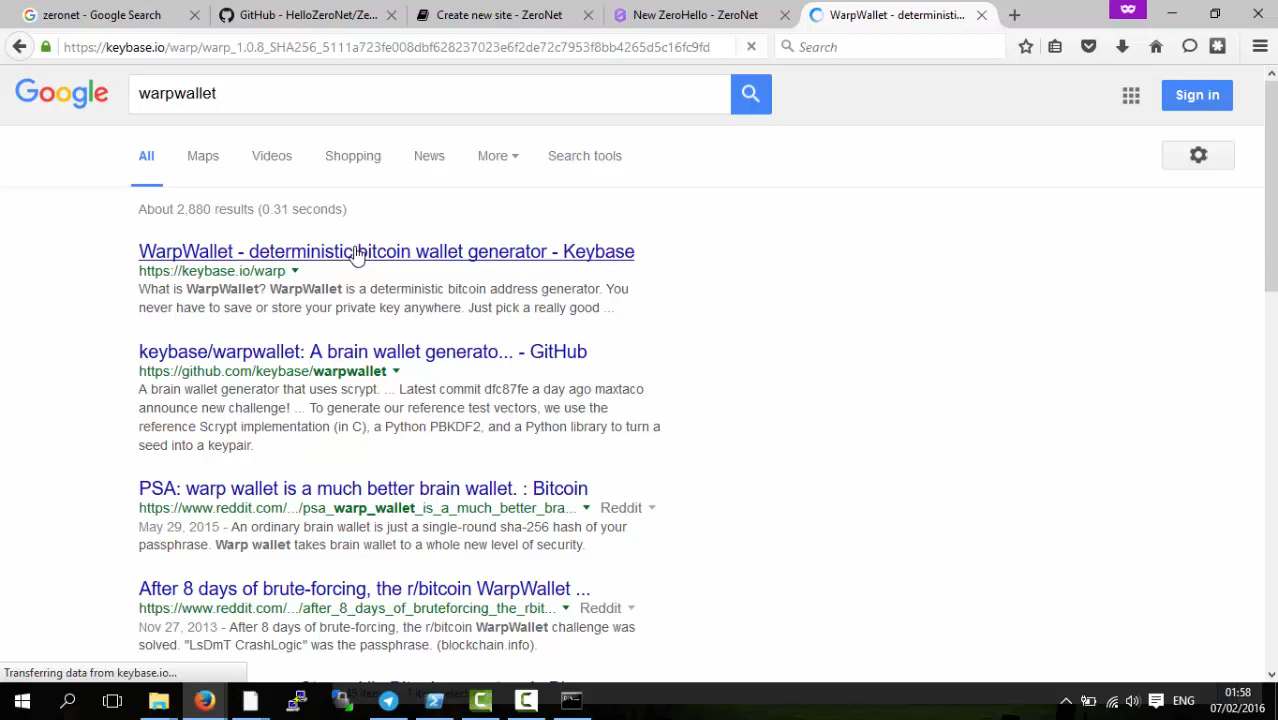 zeronet - Google Search
GitHub - HelloZeroNet/Ze...
Create new site - ZeroNet
New ZeroHello - ZeroNet
WarpWallet - deterministi...
https://keybase.io/warp/warp_1.0.8_SHA256_5111a723fe008dbf628237023e6f2de72c7953f8bb4265d5c16fc9fd
Search
Google
warpwallet
Sign in
All
Maps
Videos
Shopping
News
More
Search tools
About 2,880 results (0.31 seconds)
WarpWallet - deterministic bitcoin wallet generator - Keybase
https://keybase.io/warp
What is WarpWallet? WarpWallet is a deterministic bitcoin address generator. You
never have to save or store your private key anywhere. Just pick a really good ...
keybase/warpwallet: A brain wallet generato... - GitHub
https://github.com/keybase/warpwallet
A brain wallet generator that uses scrypt. ... Latest commit dfc87fe a day ago maxtaco
announce new challenge! ... To generate our reference test vectors, we use the
reference Scrypt implementation (in C), a Python PBKDF2, and a Python library to turn a
seed into a keypair.
PSA: warp wallet is a much better brain wallet. : Bitcoin
https://www.reddit.com/.../psa_warp_wallet_is_a_much_better_bra...
Reddit
May 29, 2015 - An ordinary brain wallet is just a single-round sha-256 hash of your
passphrase. Warp wallet takes brain wallet to a whole new level of security.
After 8 days of brute-forcing, the r/bitcoin WarpWallet ...
https://www.reddit.com/.../after_8_days_of_bruteforcing_the_rbit...
Reddit
Nov 27, 2013 - After 8 days of brute-forcing, the r/bitcoin WarpWallet challenge was
solved. "LsDmT CrashLogic" was the passphrase. (blockchain.info).
Transferring data from keybase.io...
ENG
01:58
07/02/2016